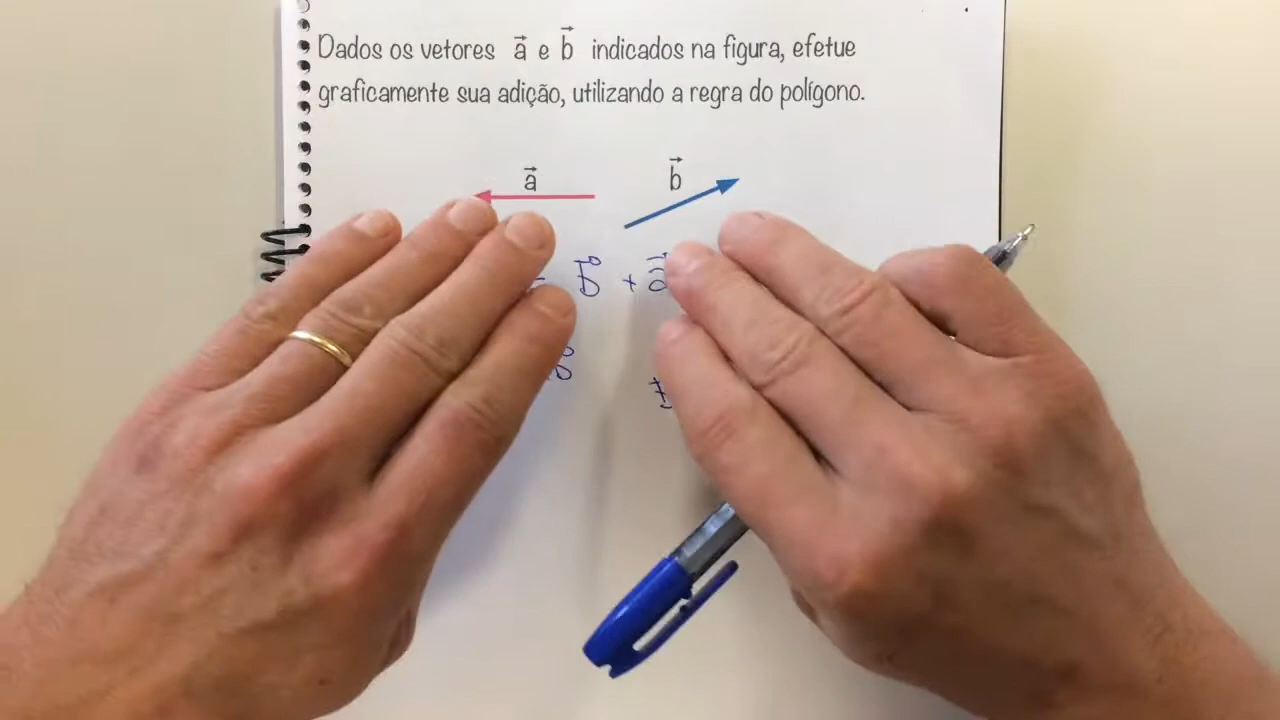 Dados os vetores a⃗ e b⃗ indicados na figura, efetue
graficamente sua adição, utilizando a regra do polígono.
a⃗ b⃗
+